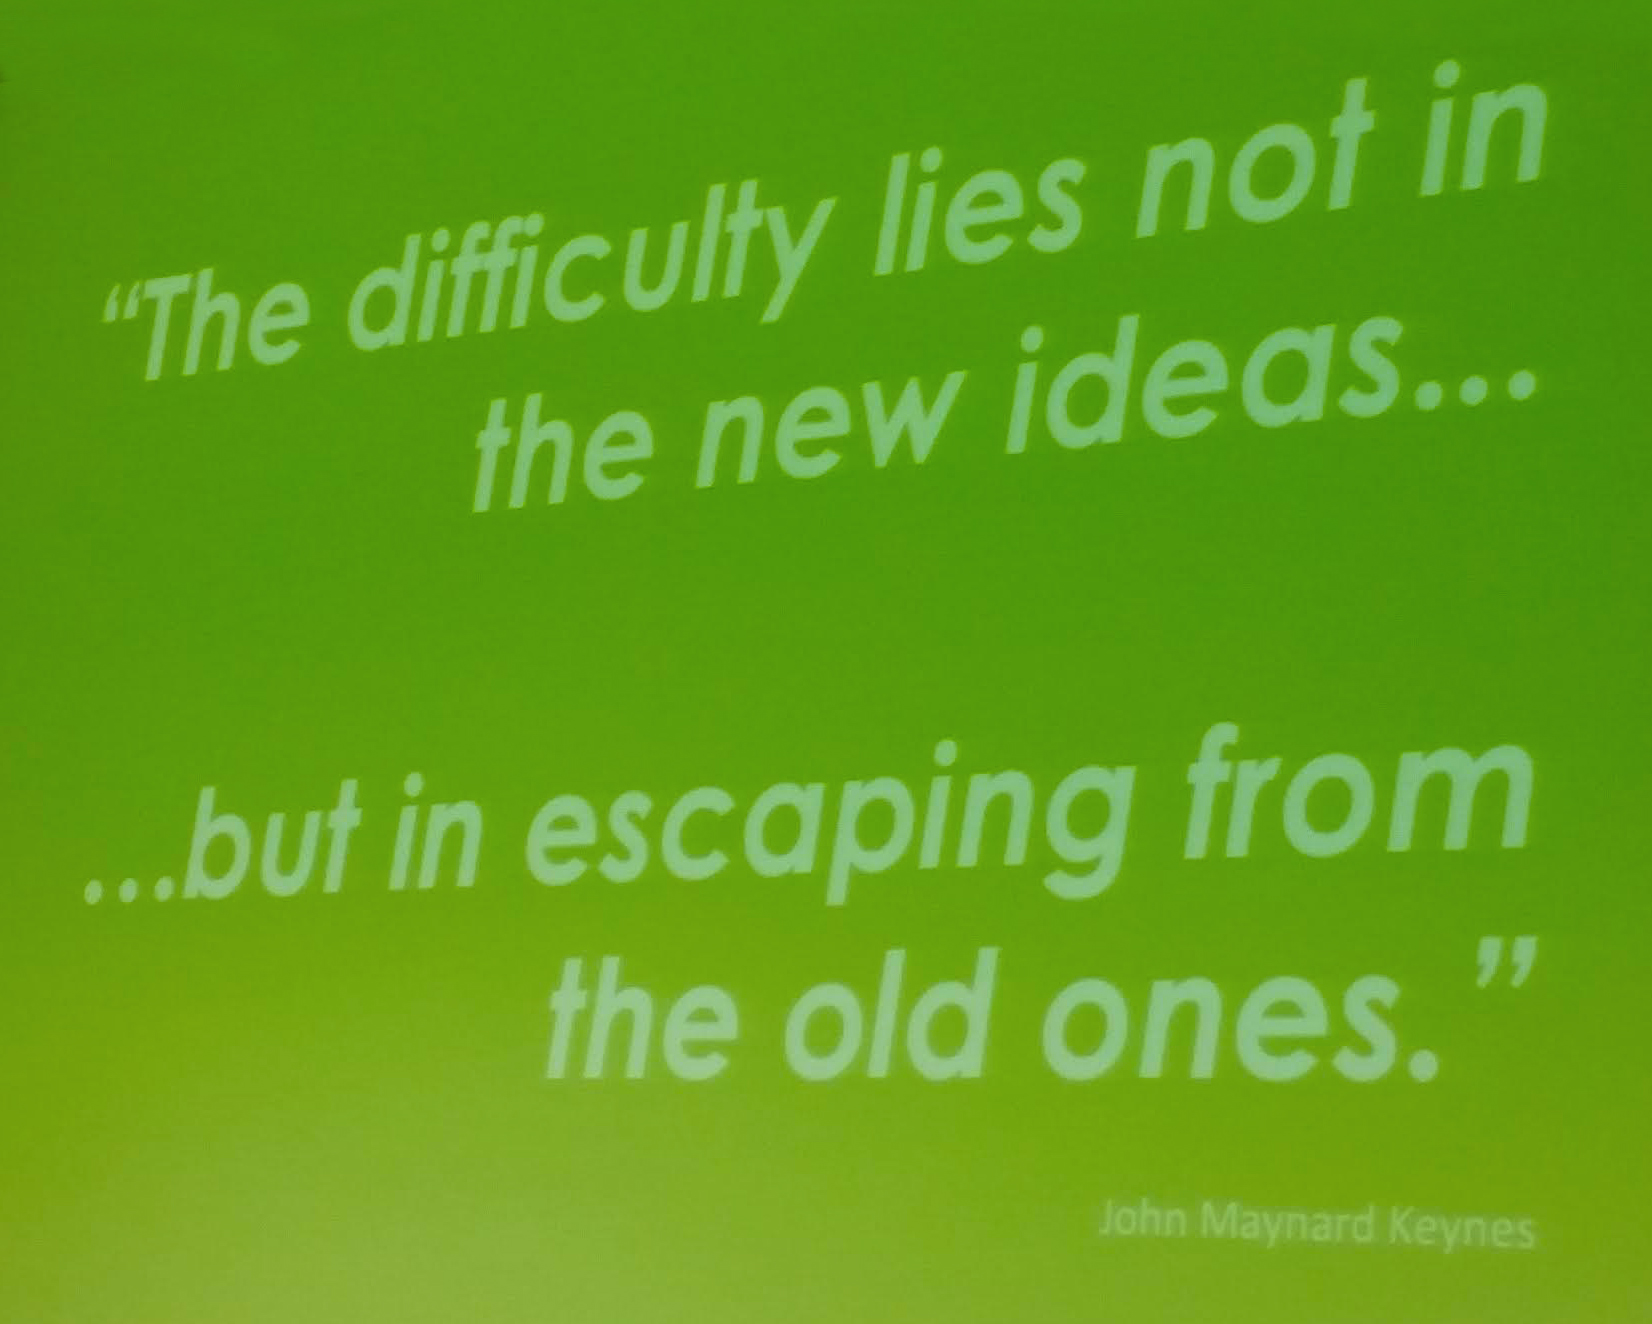 “The difficulty lies not in
the new ideas...
...but in escaping from
the old ones.”
John Maynard Keynes